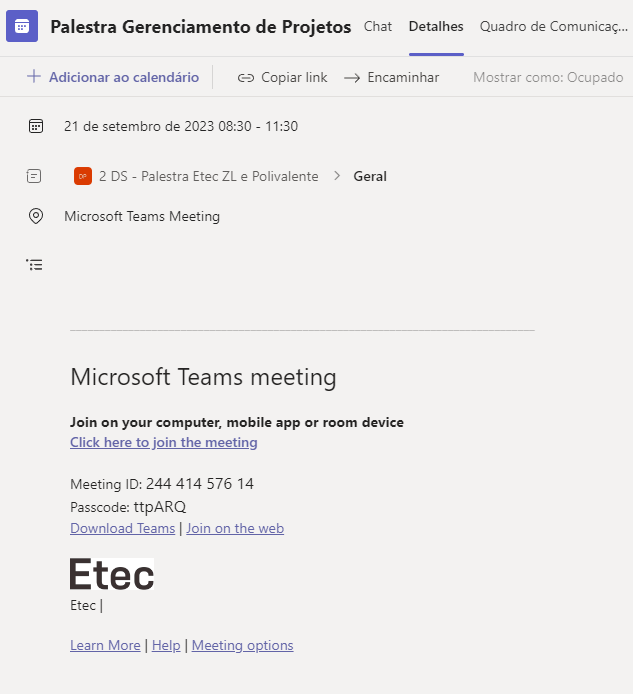 Palestra Gerenciamento de Projetos Chat Detalhes Quadro de Comunicaç...
Adicionar ao calendário Copiar link Encaminhar Mostrar como: Ocupado
21 de setembro de 2023 08:30 - 11:30
DP 2 DS - Palestra Etec ZL e Polivalente > Geral
Microsoft Teams Meeting
Microsoft Teams meeting
Join on your computer, mobile app or room device
Click here to join the meeting
Meeting ID: 244 414 576 14
Passcode: ttpARQ
Download Teams | Join on the web
Etec
Etec |
Learn More | Help | Meeting options